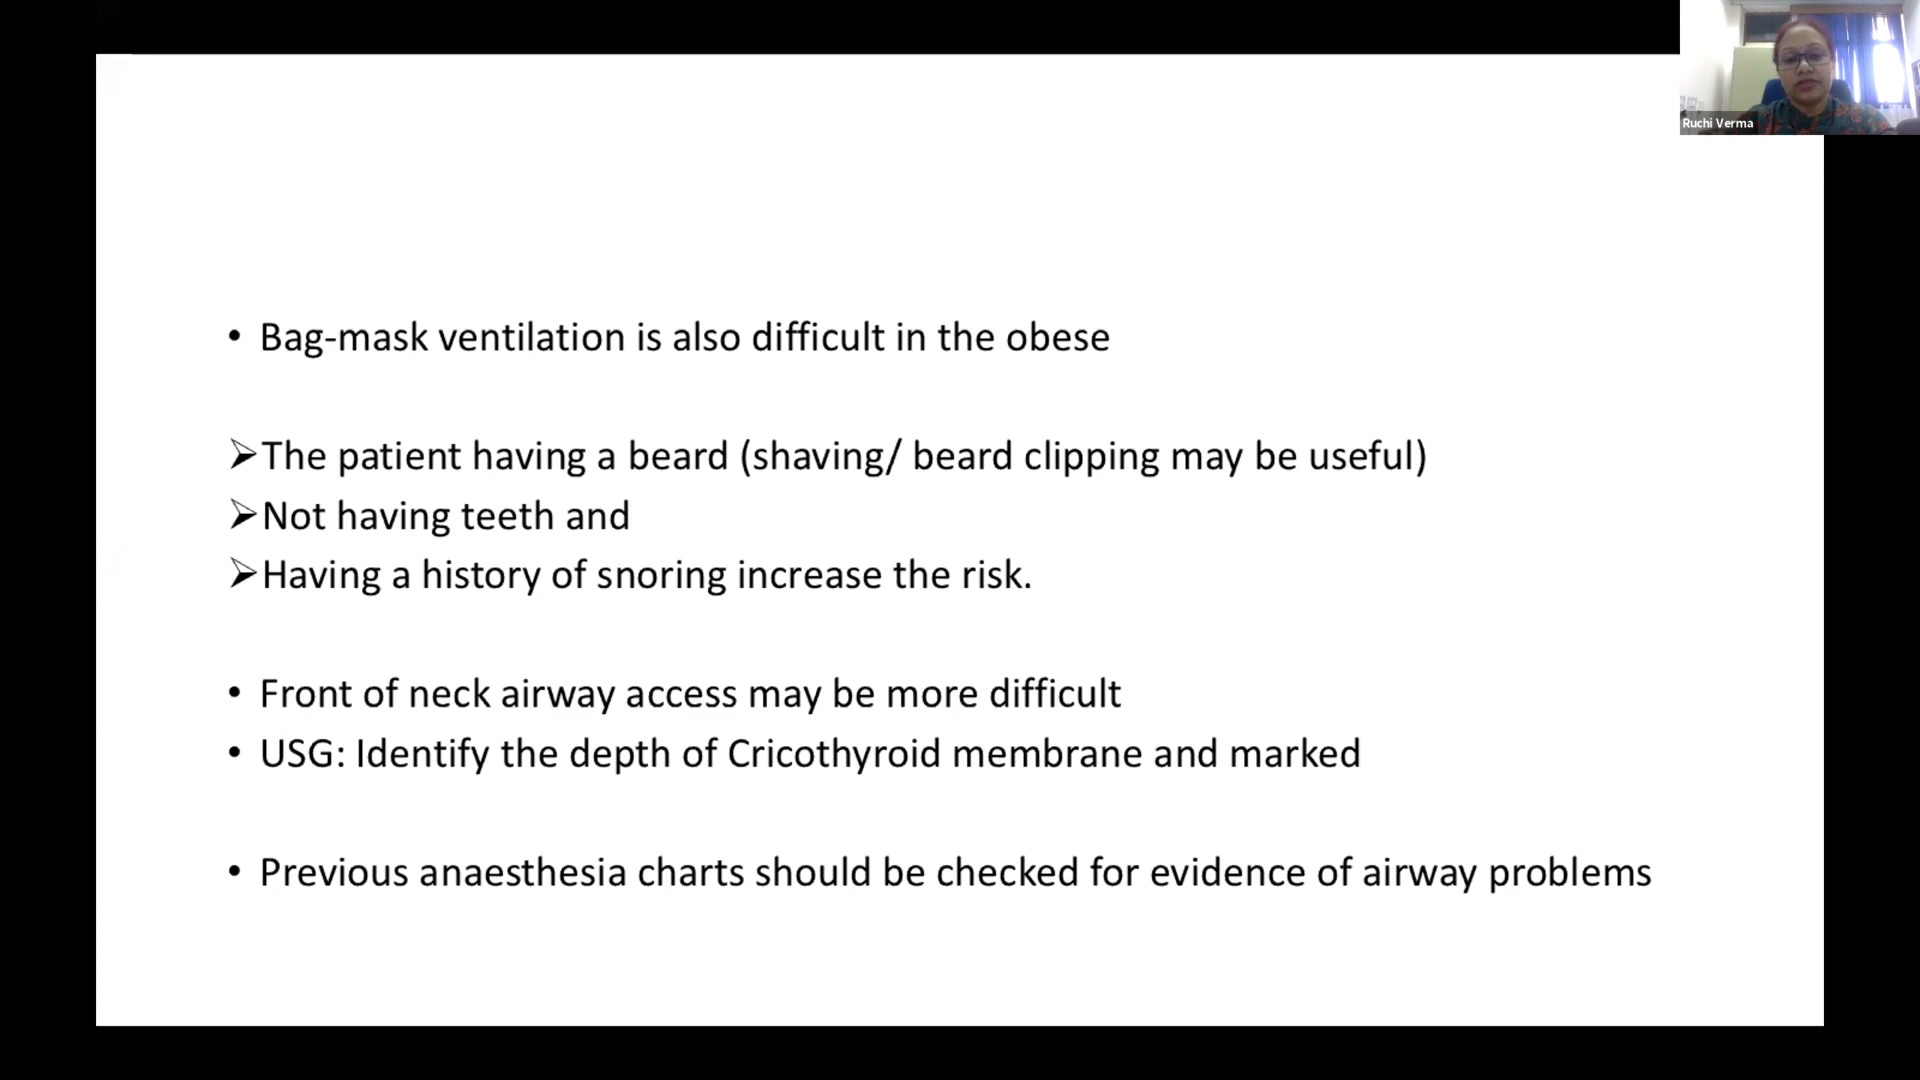 Ruchi Verma
• Bag-mask ventilation is also difficult in the obese
➢The patient having a beard (shaving/ beard clipping may be useful)
➢Not having teeth and
➢Having a history of snoring increase the risk.
• Front of neck airway access may be more difficult
• USG: Identify the depth of Cricothyroid membrane and marked
• Previous anaesthesia charts should be checked for evidence of airway problems